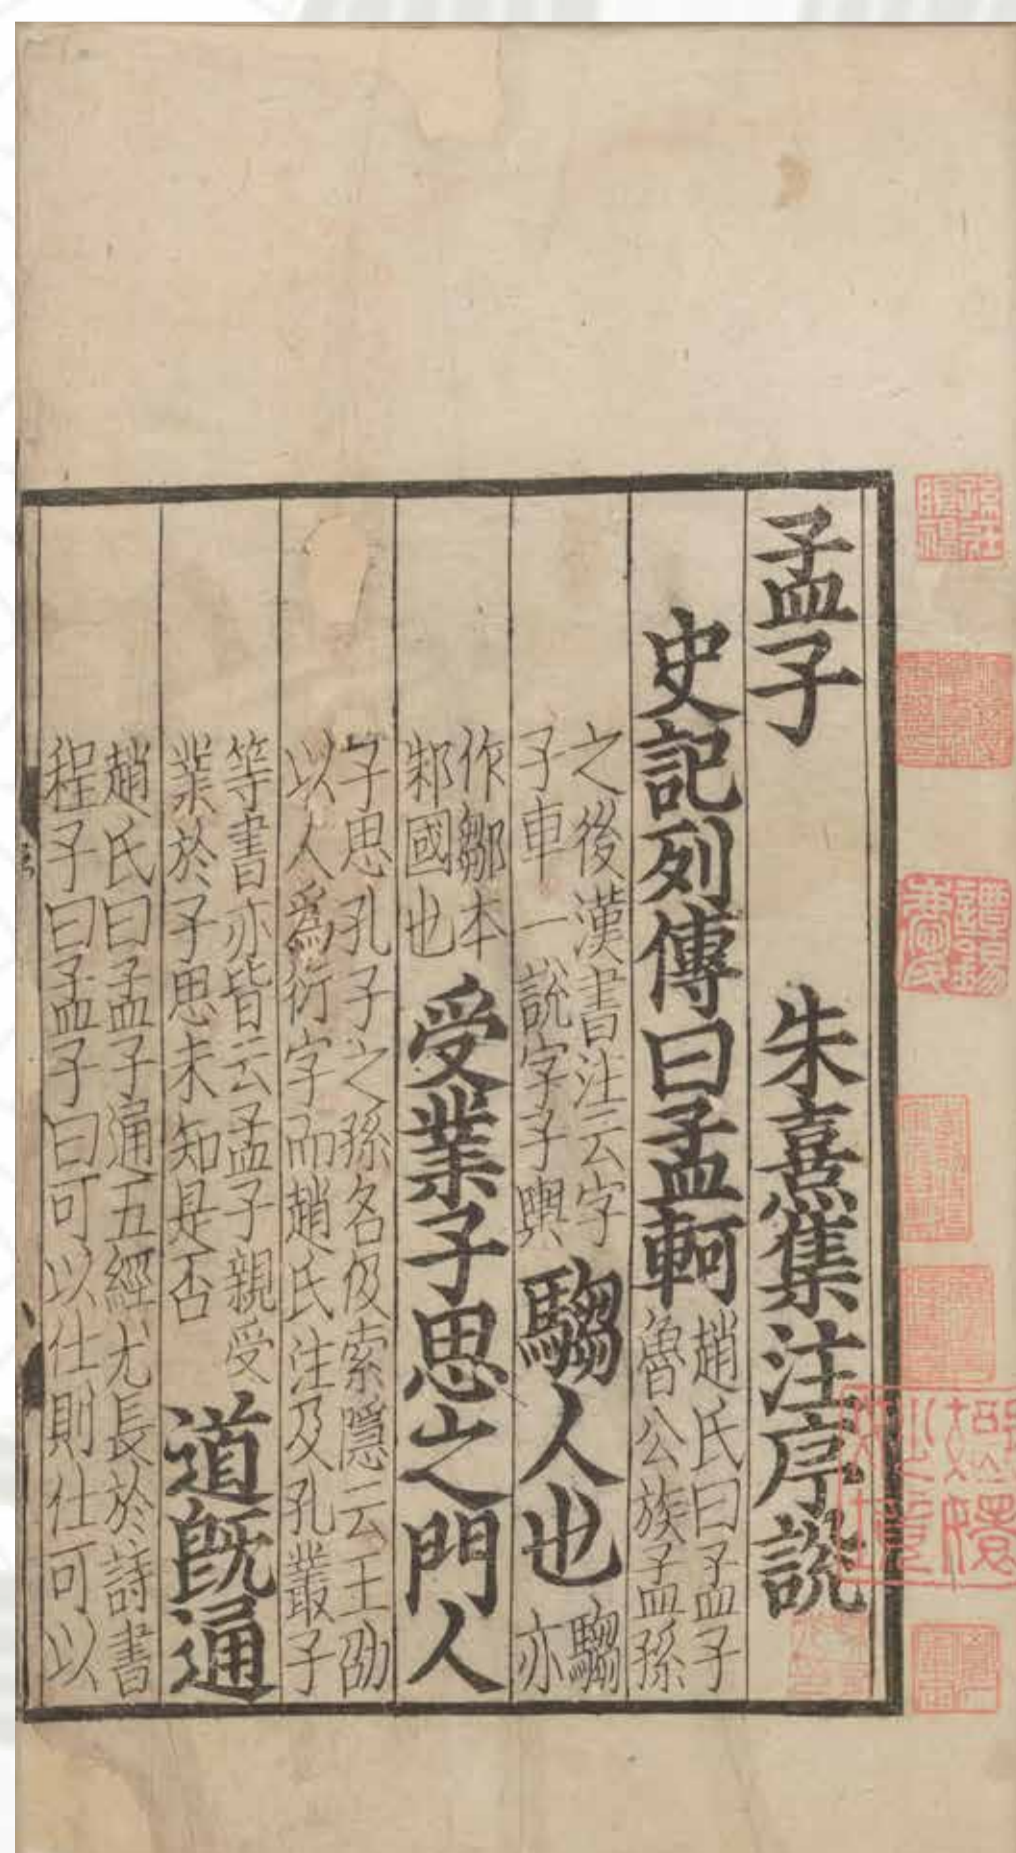 孟子　朱熹集注序說
史記列傳曰孟軻
趙氏曰孟子
魯公族孟孫
之後漢書注云字
子車一說字子輿
騶人也
騶
亦
作鄒本
邾國也
受業子思之門人
子思孔子之孫名伋索隱云王劭
以人爲衍字而趙氏注及孔叢子
等書亦皆云孟子親受
業於子思未知是否
道既通
趙氏曰孟子通五經尤長於詩書
程子曰孟子曰可以仕則仕可以